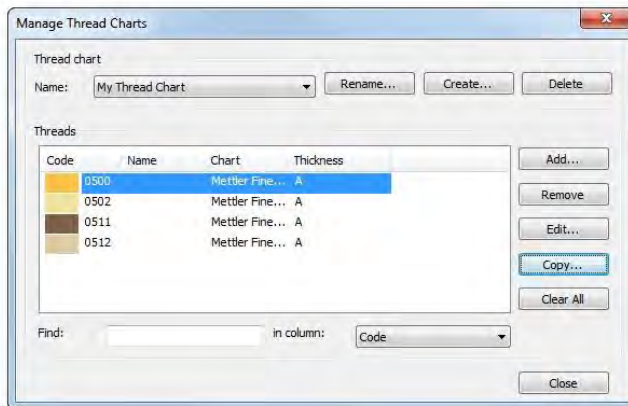 Manage Thread Charts
Thread chart
Name: My Thread Chart Rename... Create... Delete
Threads
Code Name Chart Thickness
Add...
0500 Mettler Fine... A
0502 Mettler Fine... A
Remove
0511 Mettler Fine... A
0512 Mettler Fine... A
Edit...
Copy...
Clear All
Find: in column: Code
Close